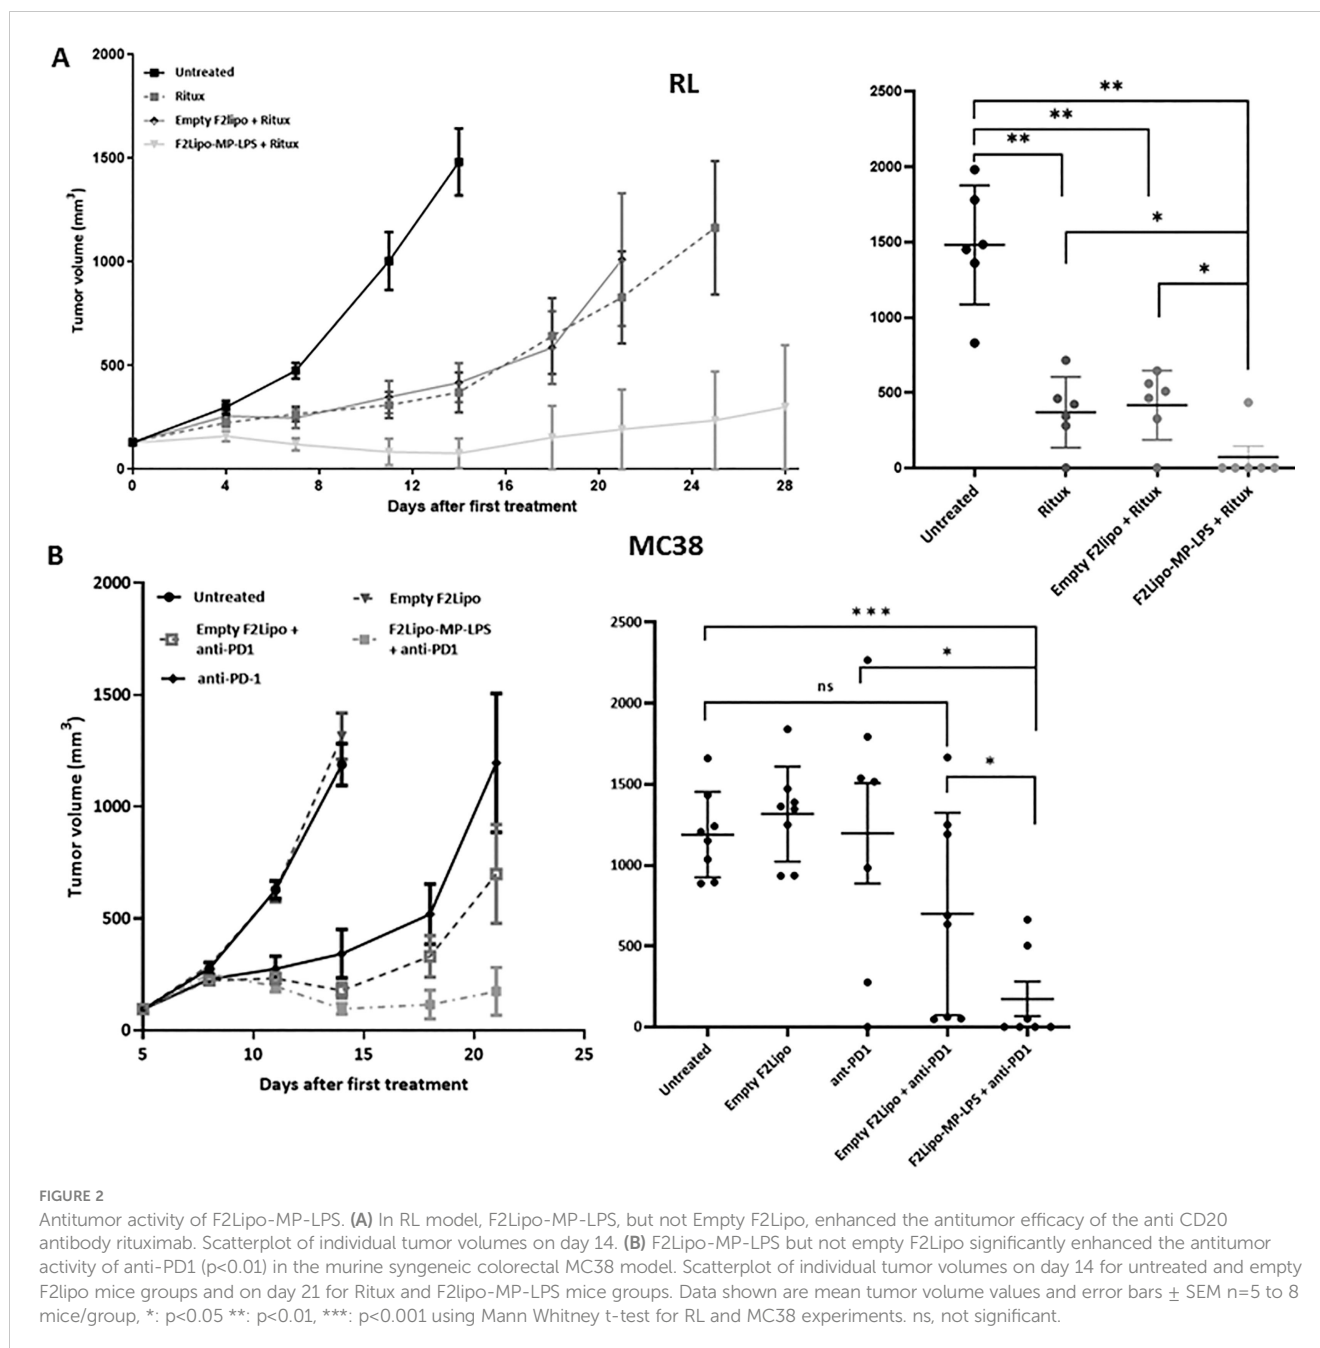 A
RL
Untreated
Ritux
Empty F2lipo + Ritux
F2Lipo-MP-LPS + Ritux
2000
1500
1000
500
0
Tumor volume (mm³)
0 4 8 12 16 20 24 28
Days after first treatment
2500
2000
1500
1000
500
0
**
**
**
*
*
Untreated
Ritux
Empty F2lipo + Ritux
F2Lipo-MP-LPS + Ritux
B
MC38
Untreated
Empty F2Lipo
Empty F2Lipo +
anti-PD1
F2Lipo-MP-LPS
+ anti-PD1
anti-PD-1
2000
1500
1000
500
0
Tumor volume (mm³)
5 10 15 20 25
Days after first treatment
2500
2000
1500
1000
500
0
***
*
ns
*
Untreated
Empty F2Lipo
ant-PD1
Empty F2Lipo + anti-PD1
F2Lipo-MP-LPS + anti-PD1
FIGURE 2
Antitumor activity of F2Lipo-MP-LPS. (A) In RL model, F2Lipo-MP-LPS, but not Empty F2Lipo, enhanced the antitumor efficacy of the anti CD20
antibody rituximab. Scatterplot of individual tumor volumes on day 14. (B) F2Lipo-MP-LPS but not empty F2Lipo significantly enhanced the antitumor
activity of anti-PD1 (p<0.01) in the murine syngeneic colorectal MC38 model. Scatterplot of individual tumor volumes on day 14 for untreated and empty
F2lipo mice groups and on day 21 for Ritux and F2lipo-MP-LPS mice groups. Data shown are mean tumor volume values and error bars ± SEM n=5 to 8
mice/group, *: p<0.05 **: p<0.01, ***: p<0.001 using Mann Whitney t-test for RL and MC38 experiments. ns, not significant.